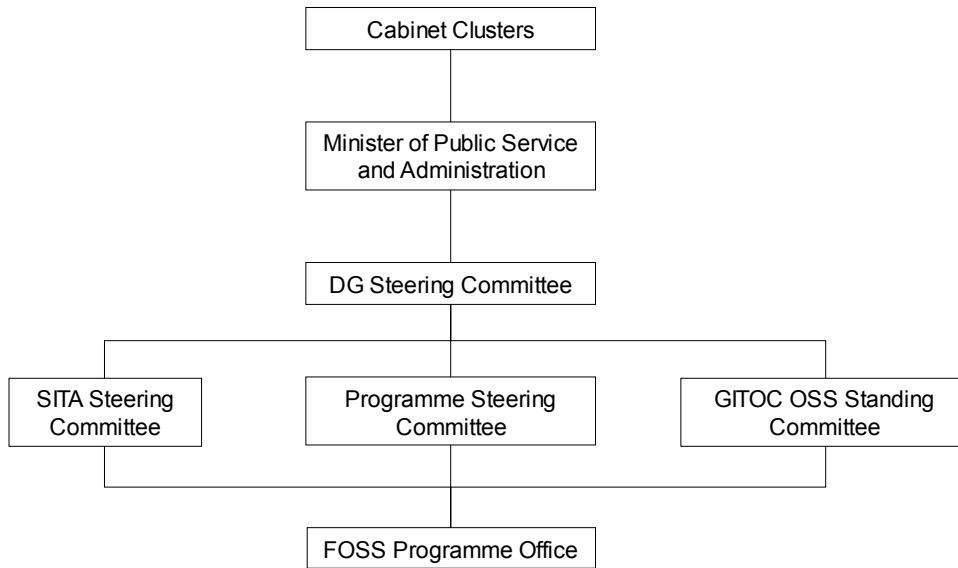 Cabinet Clusters
Minister of Public Service
and Administration
DG Steering Committee
SITA Steering
Committee
Programme Steering
Committee
GITOC OSS Standing
Committee
FOSS Programme Office